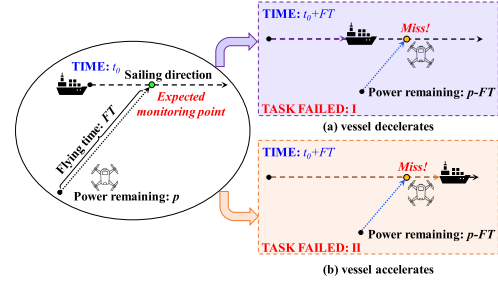 TIME: t0
Sailing direction
Expected
monitoring point
Flying time: FT
Power remaining: p
TIME: t0+FT
Miss!
Power remaining: p-FT
TASK FAILED: I
(a) vessel decelerates
TIME: t0+FT
Miss!
Power remaining: p-FT
TASK FAILED: II
(b) vessel accelerates